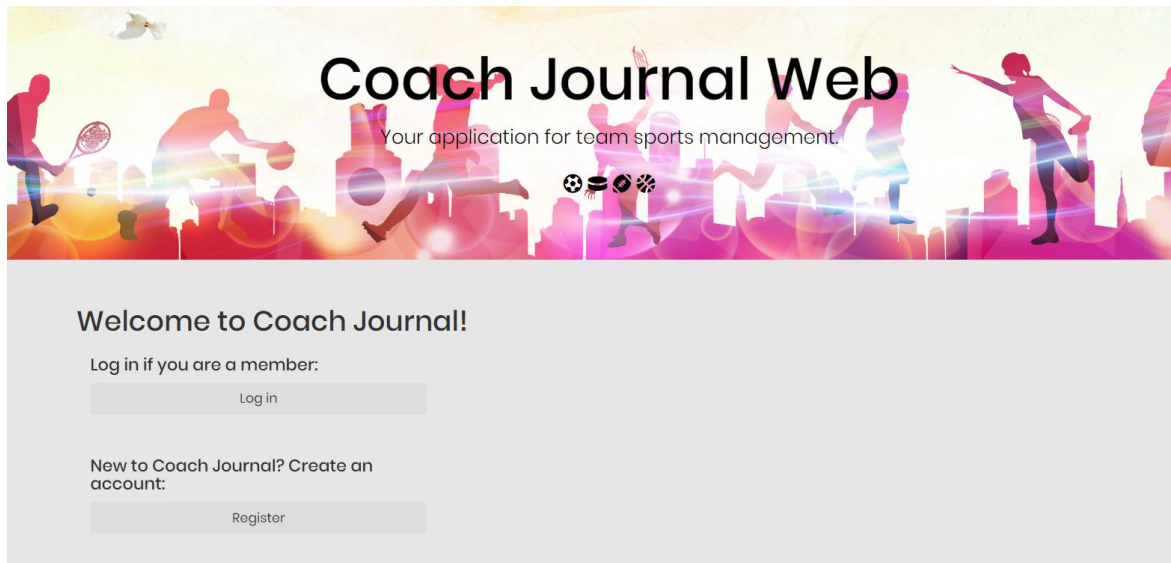 Coach Journal Web
Your application for team sports management.
Welcome to Coach Journal!
Log in if you are a member:
Log in
New to Coach Journal? Create an
account:
Register